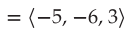 = ⟨−5, −6, 3⟩